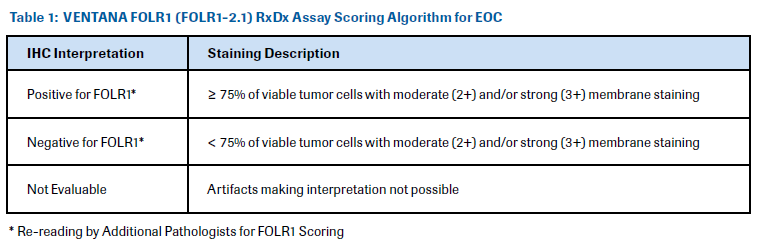 Table 1: VENTANA FOLR1 (FOLR1-2.1) RxDx Assay Scoring Algorithm for EOC
IHC Interpretation Staining Description
Positive for FOLR1* ≥ 75% of viable tumor cells with moderate (2+) and/or strong (3+) membrane staining
Negative for FOLR1* < 75% of viable tumor cells with moderate (2+) and/or strong (3+) membrane staining
Not Evaluable Artifacts making interpretation not possible
* Re-reading by Additional Pathologists for FOLR1 Scoring